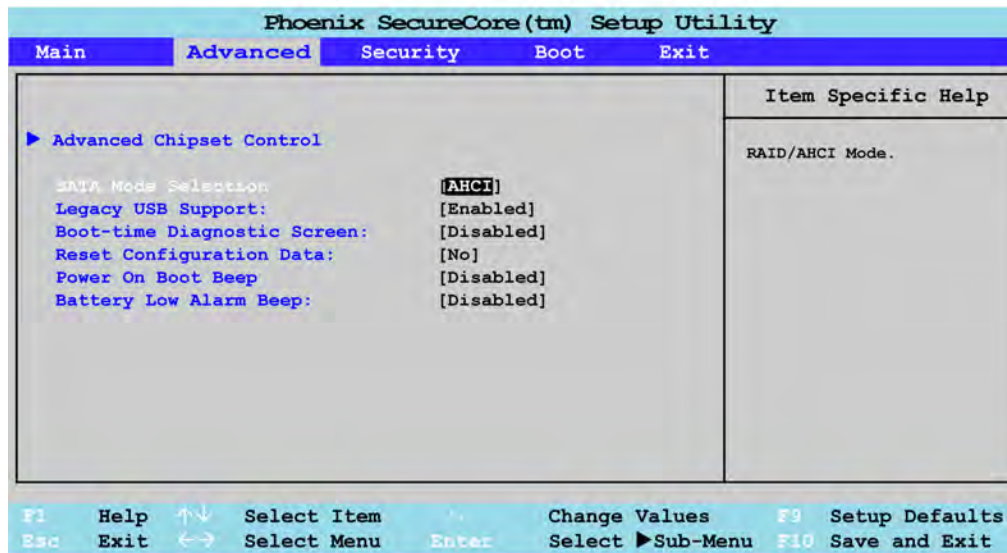 Phoenix SecureCore(tm) Setup Utility
Main Advanced Security Boot Exit
Item Specific Help
▶ Advanced Chipset Control
RAID/AHCI Mode.
SATA Mode Selection [AHCI]
Legacy USB Support: [Enabled]
Boot-time Diagnostic Screen: [Disabled]
Reset Configuration Data: [No]
Power On Boot Beep [Disabled]
Battery Low Alarm Beep: [Disabled]
F1 Help ↑↓ Select Item Change Values F9 Setup Defaults
Esc Exit ←→ Select Menu Enter Select ▶Sub-Menu F10 Save and Exit